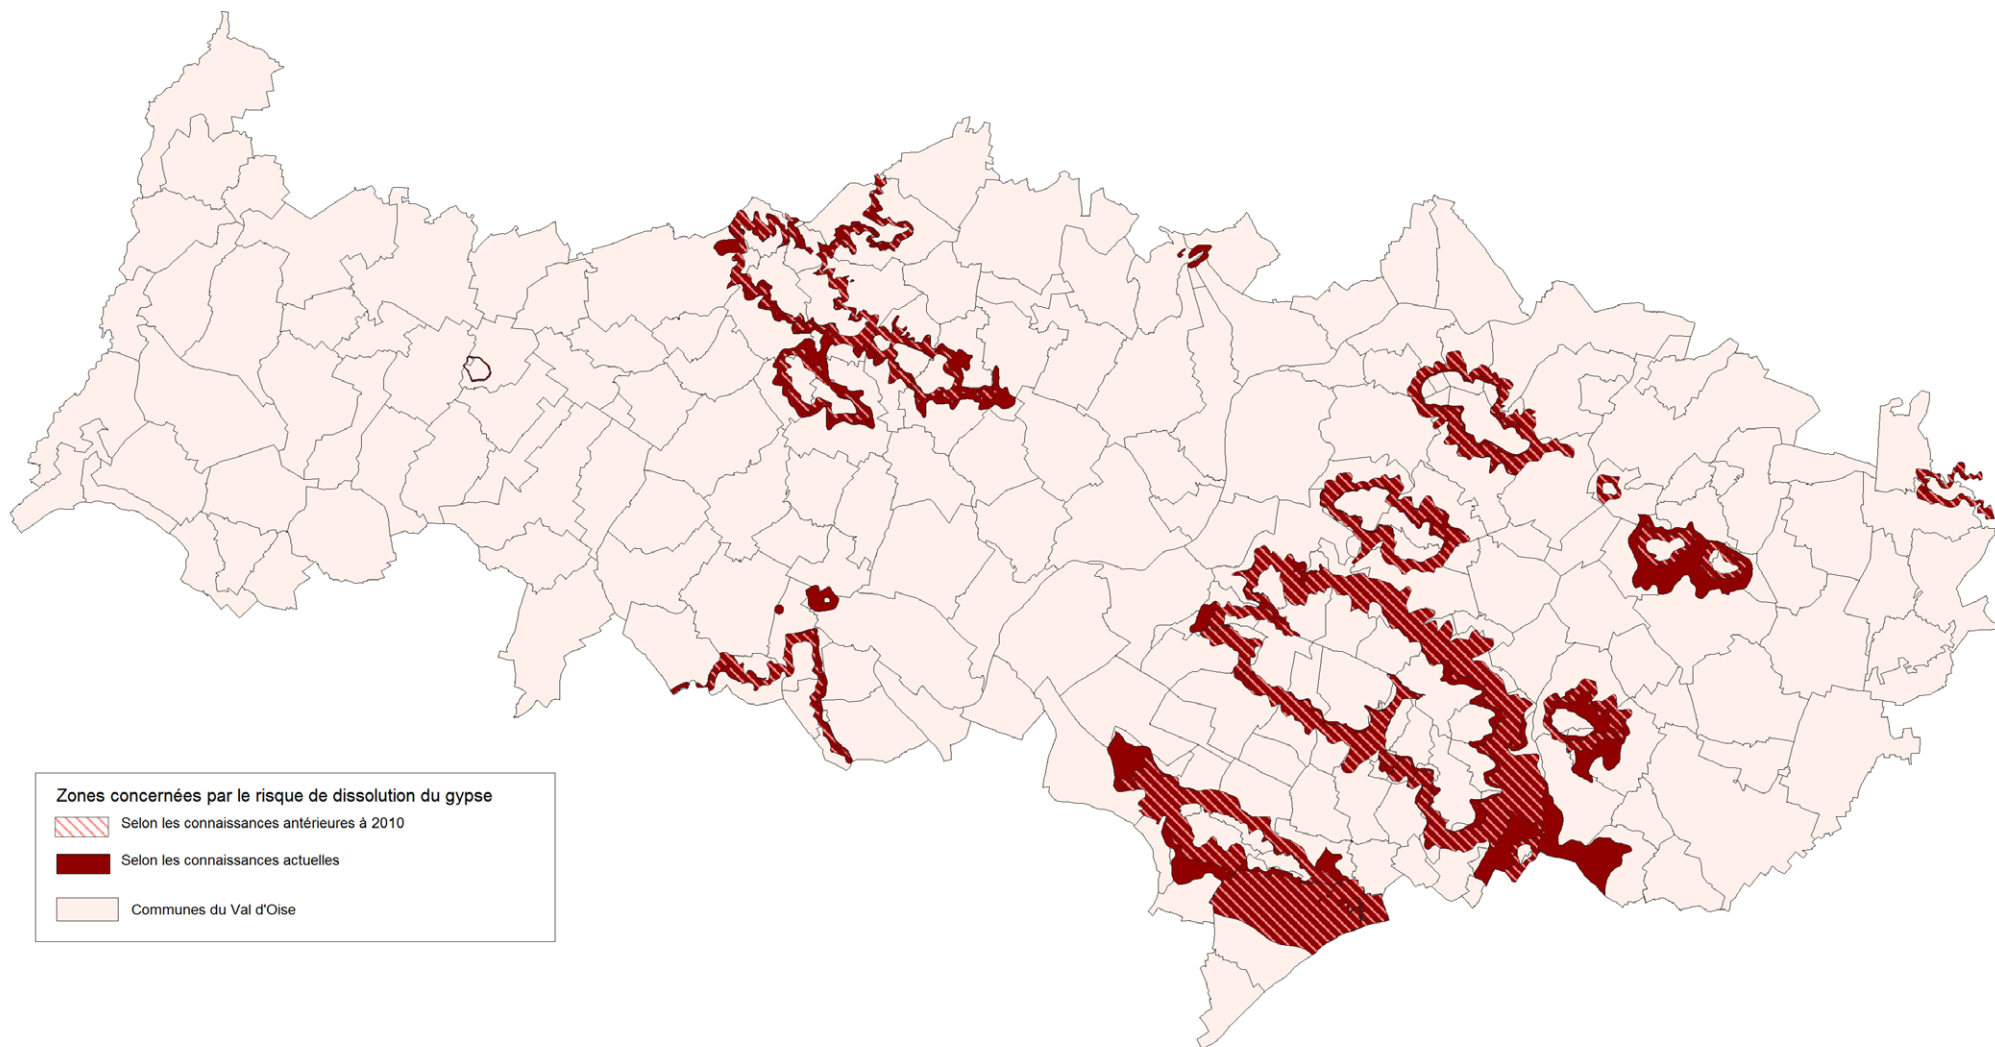 Zones concernées par le risque de dissolution du gypse
Selon les connaissances antérieures à 2010
Selon les connaissances actuelles
Communes du Val d'Oise